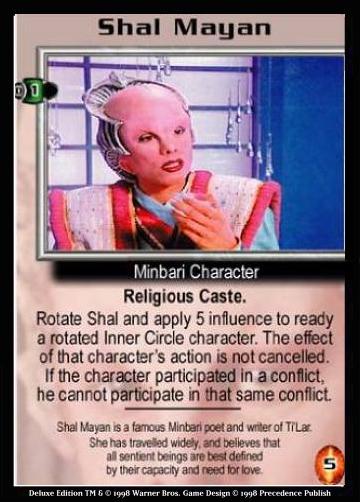 Shal Mayan
1
Minbari Character
Religious Caste.
Rotate Shal and apply 5 influence to ready
a rotated Inner Circle character. The effect
of that character's action is not cancelled.
If the character participated in a conflict,
he cannot participate in that same conflict.
Shal Mayan is a famous Minbari poet and writer of Ti'Lar.
She has travelled widely, and believes that
all sentient beings are best defined
by their capacity and need for love.
5
Deluxe Edition TM & © 1998 Warner Bros. Game Design © 1998 Precedence Publish